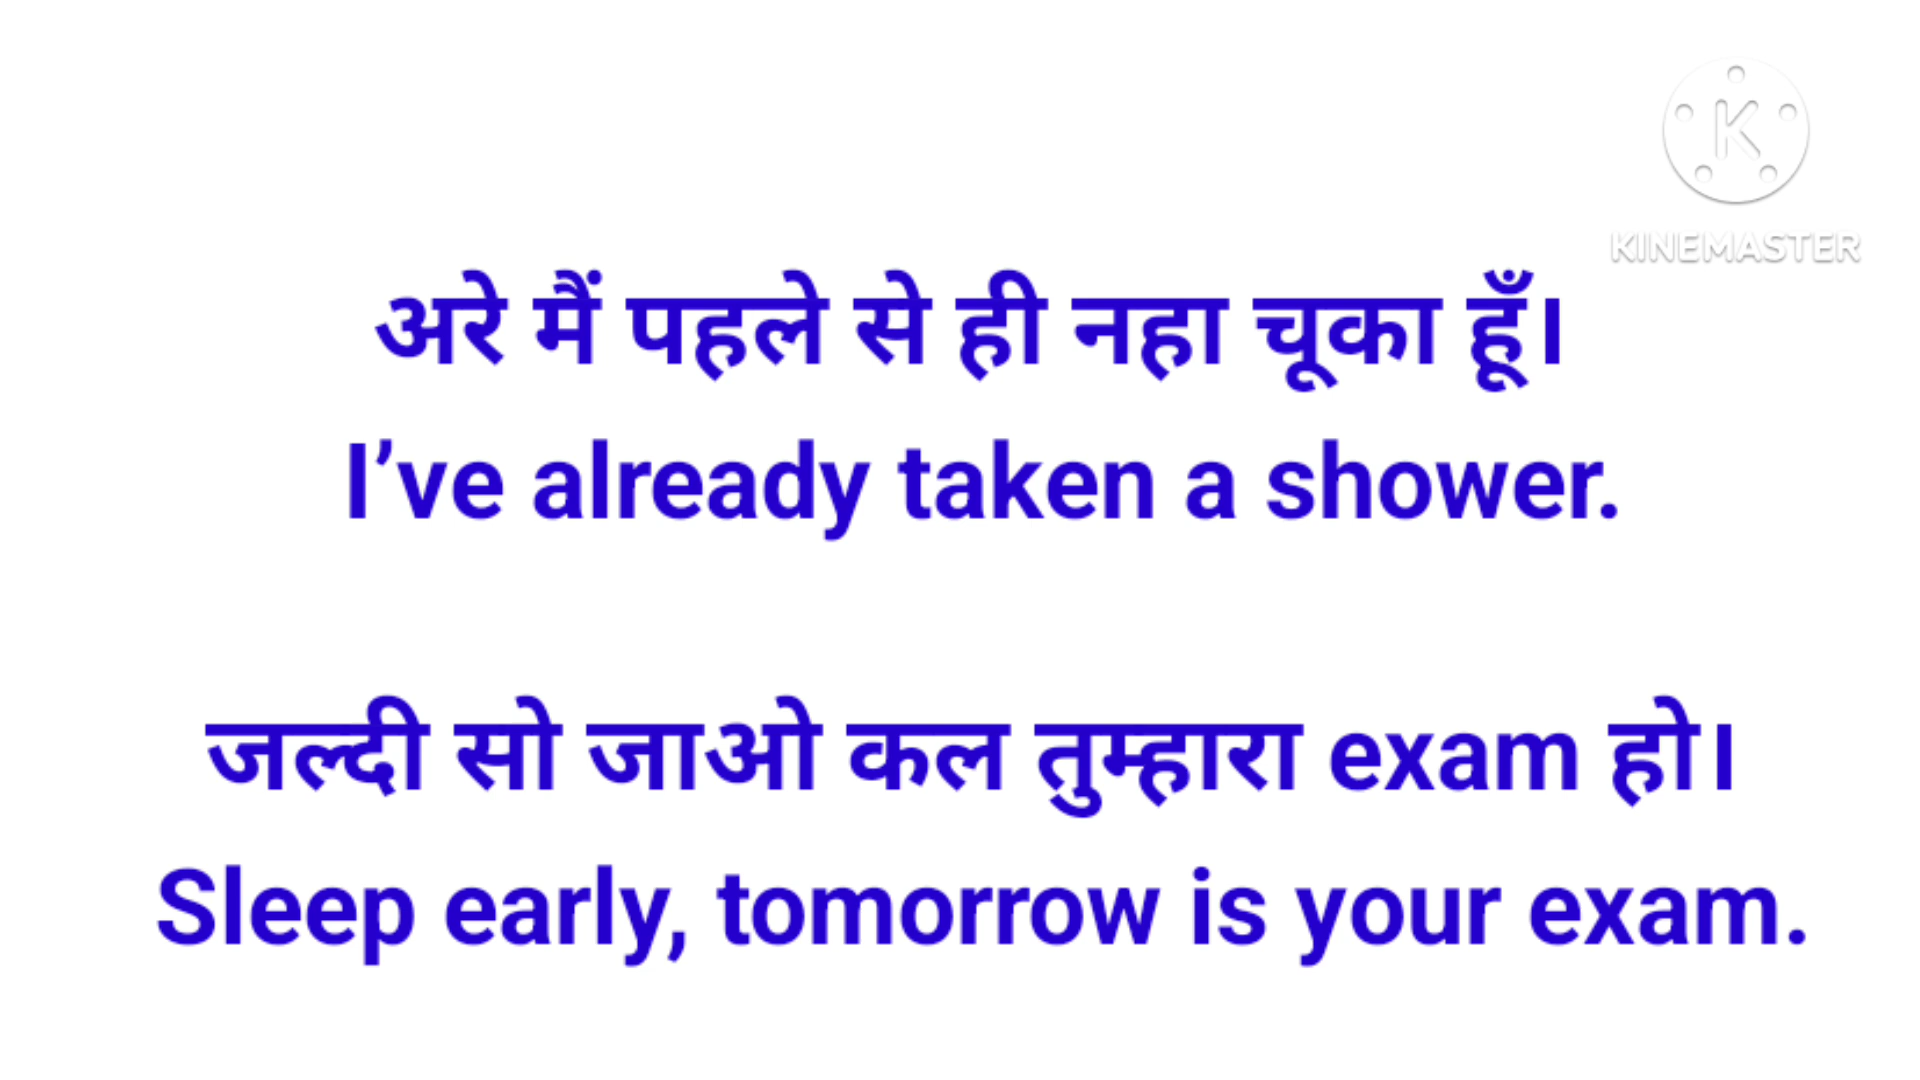 KINEMASTER
अरे मैं पहले से ही नहा चूका हूँ।
I’ve already taken a shower.
जल्दी सो जाओ कल तुम्हारा exam हो।
Sleep early, tomorrow is your exam.